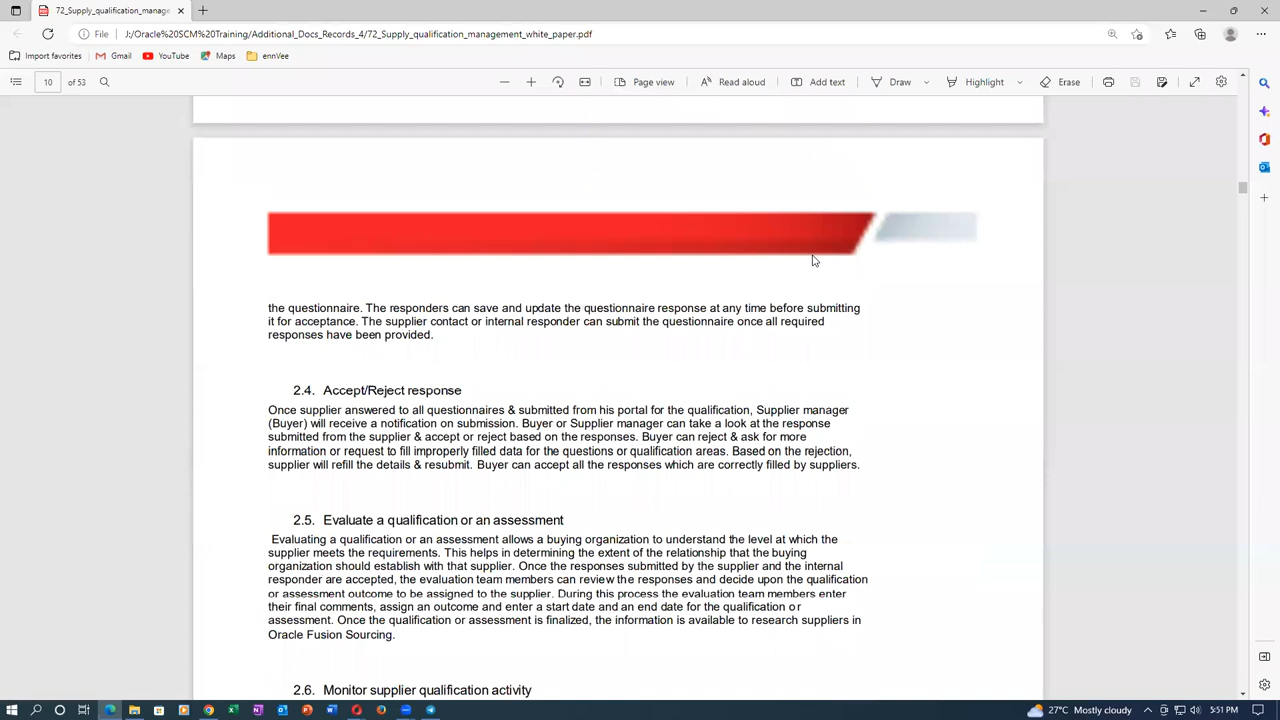 72_Supply_qualification_manage
File
J:/Oracle%20SCM%20Training/Additional_Docs_Records_4/72_Supply_qualification_management_white_paper.pdf
Import favorites
Gmail
YouTube
Maps
ennVee
10 of 53
Page view
Read aloud
Add text
Draw
Highlight
Erase
the questionnaire. The responders can save and update the questionnaire response at any time before submitting
it for acceptance. The supplier contact or internal responder can submit the questionnaire once all required
responses have been provided.
2.4. Accept/Reject response
Once supplier answered to all questionnaires & submitted from his portal for the qualification, Supplier manager
(Buyer) will receive a notification on submission. Buyer or Supplier manager can take a look at the response
submitted from the supplier & accept or reject based on the responses. Buyer can reject & ask for more
information or request to fill improperly filled data for the questions or qualification areas. Based on the rejection,
supplier will refill the details & resubmit. Buyer can accept all the responses which are correctly filled by suppliers.
2.5. Evaluate a qualification or an assessment
Evaluating a qualification or an assessment allows a buying organization to understand the level at which the
supplier meets the requirements. This helps in determining the extent of the relationship that the buying
organization should establish with that supplier. Once the responses submitted by the supplier and the internal
responder are accepted, the evaluation team members can review the responses and decide upon the qualification
or assessment outcome to be assigned to the supplier. During this process the evaluation team members enter
their final comments, assign an outcome and enter a start date and an end date for the qualification or
assessment. Once the qualification or assessment is finalized, the information is available to research suppliers in
Oracle Fusion Sourcing.
2.6. Monitor supplier qualification activity
27°C Mostly cloudy
5:51 PM